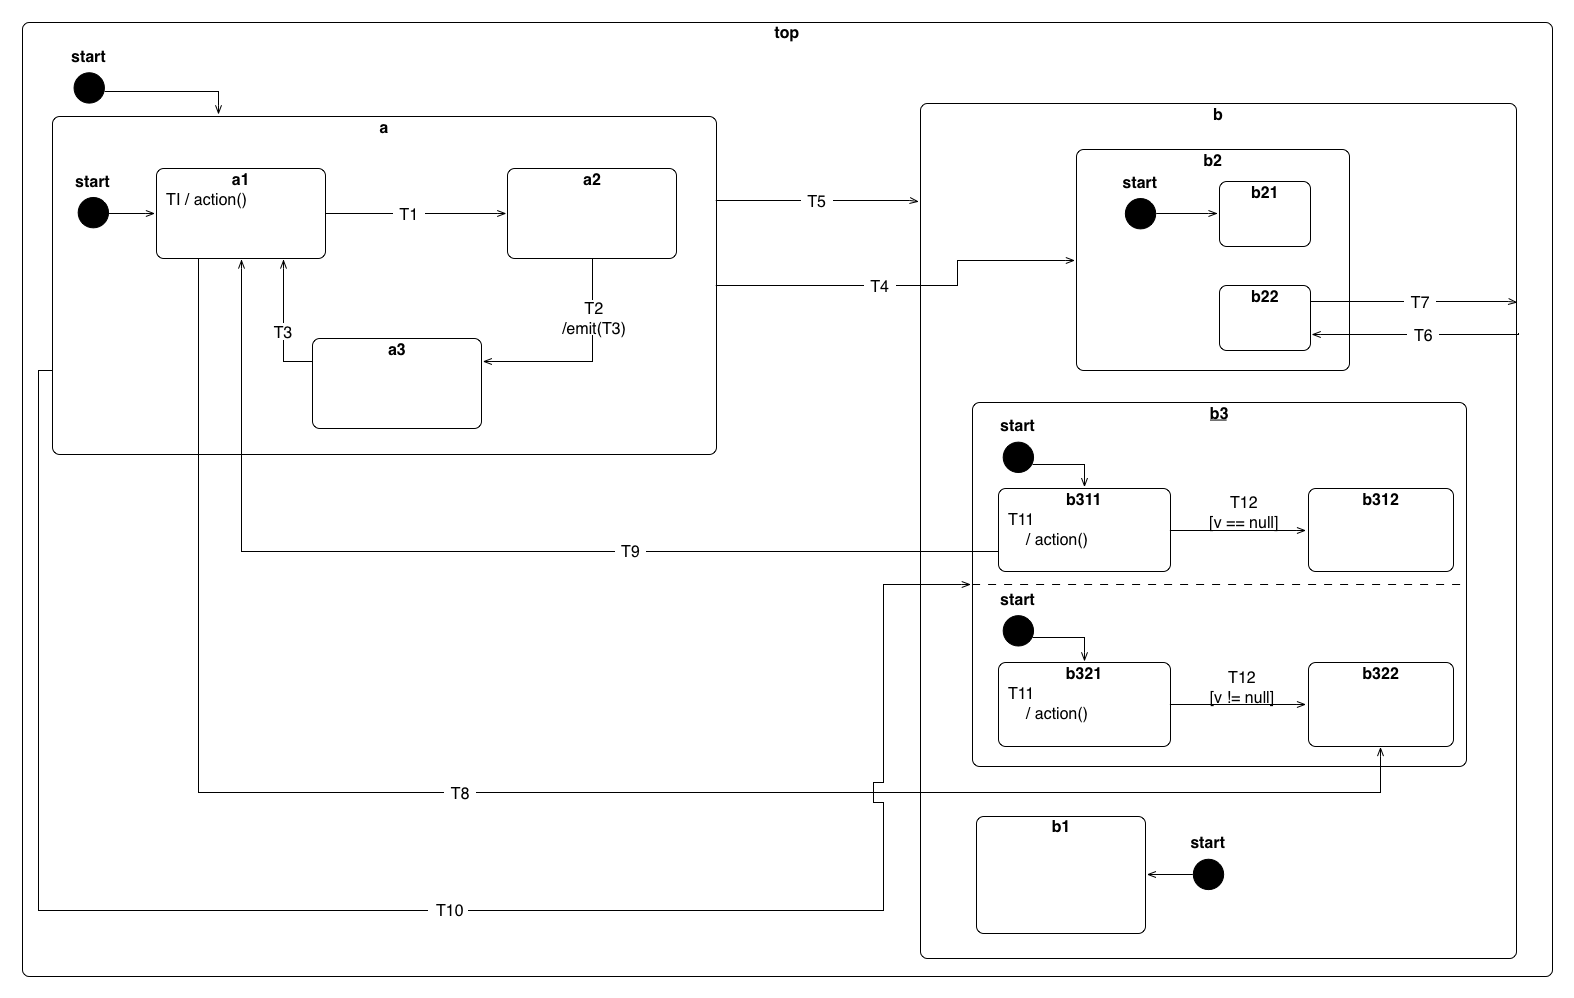 top
start
a
start
a1
TI / action()
T1
a2
T2
/emit(T3)
T3
a3
T5
T4
b
b2
start
b21
b22
T7
T6
b3
start
b311
T11
/ action()
T12
[v == null]
b312
T9
start
b321
T11
/ action()
T12
[v != null]
b322
T8
b1
start
T10